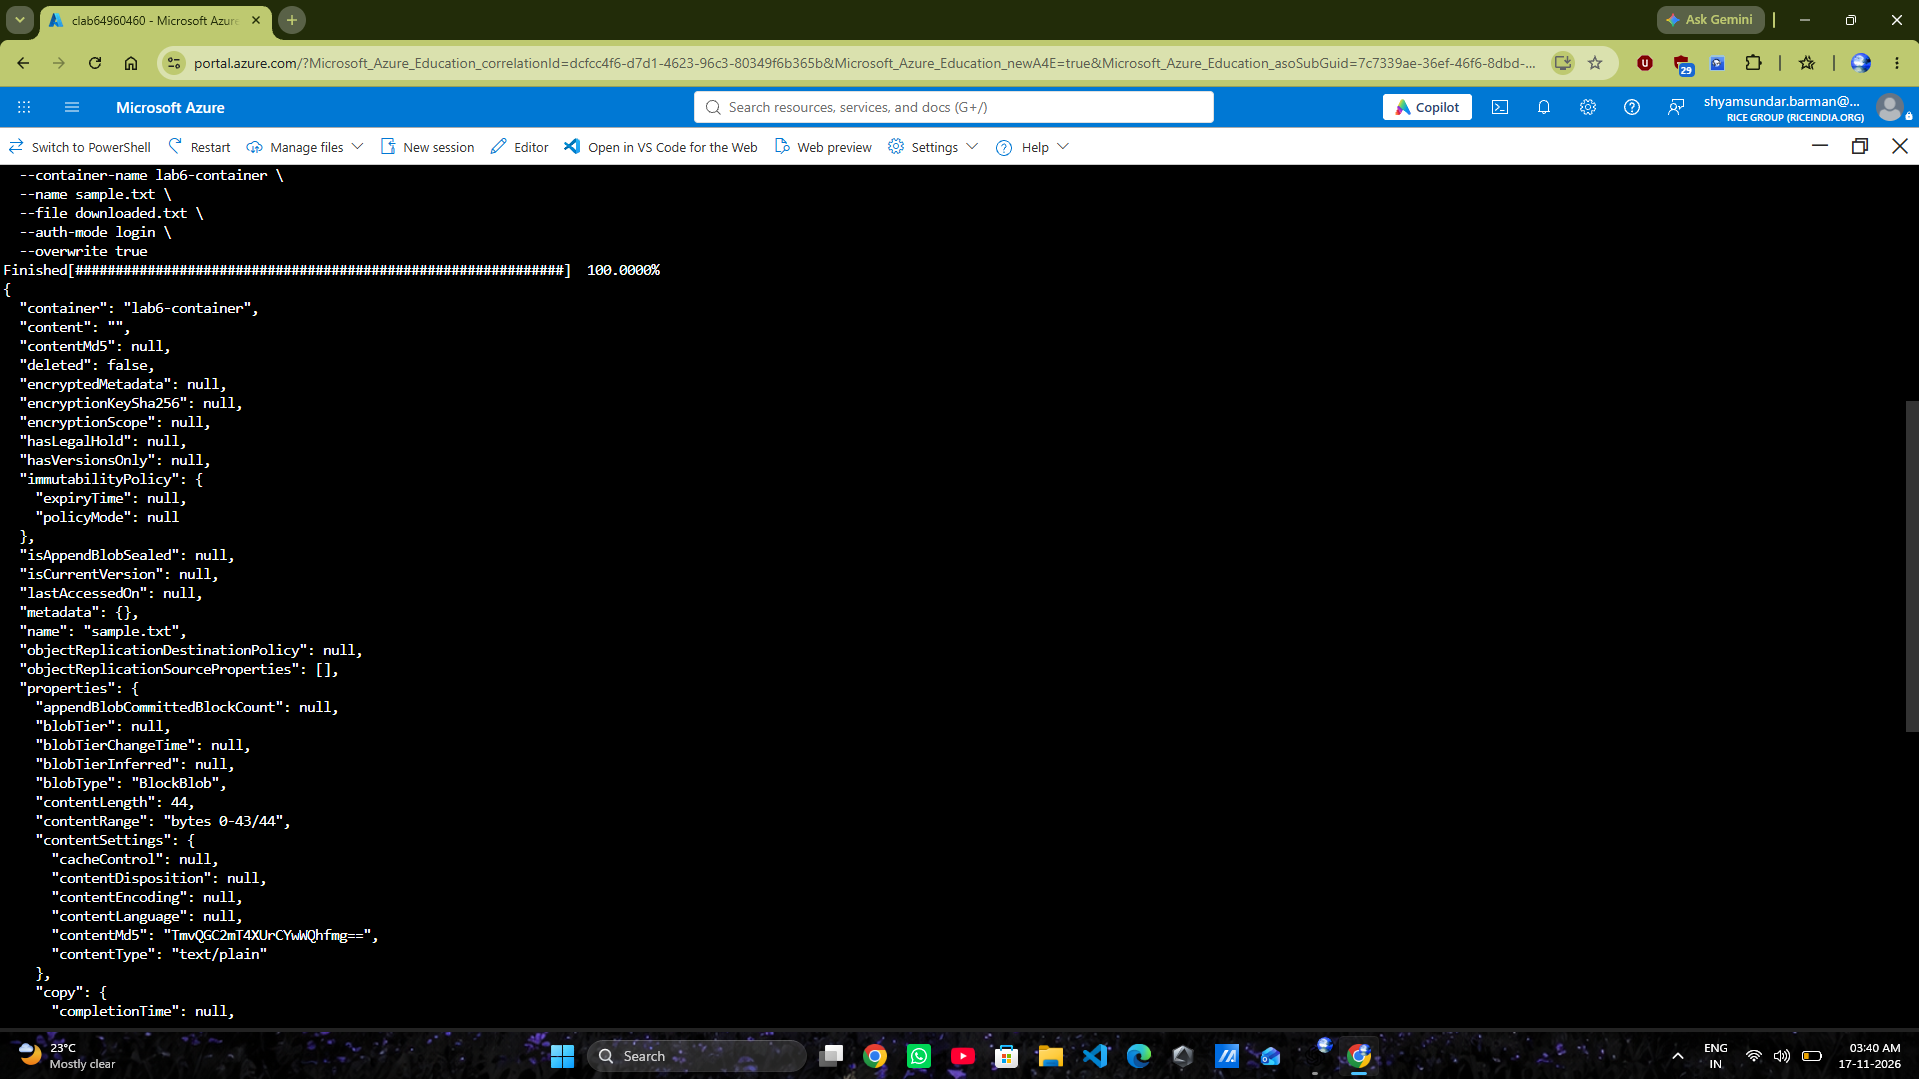 clab64960460 - Microsoft Azure
Ask Gemini
portal.azure.com/?Microsoft_Azure_Education_correlationId=dcfcc4f6-d7d1-4623-96c3-80349f6b365b&Microsoft_Azure_Education_newA4E=true&Microsoft_Azure_Education_asoSubGuid=7c7339ae-36ef-46f6-8dbd-...
29
Microsoft Azure
Search resources, services, and docs (G+/)
Copilot
shyamsundar.barman@...
RICE GROUP (RICEINDIA.ORG)
Switch to PowerShell Restart Manage files New session Editor Open in VS Code for the Web Web preview Settings Help
--container-name lab6-container \
--name sample.txt \
--file downloaded.txt \
--auth-mode login \
--overwrite true
Finished[#############################################################] 100.0000%
{
"container": "lab6-container",
"content": "",
"contentMd5": null,
"deleted": false,
"encryptedMetadata": null,
"encryptionKeySha256": null,
"encryptionScope": null,
"hasLegalHold": null,
"hasVersionsOnly": null,
"immutabilityPolicy": {
"expiryTime": null,
"policyMode": null
},
"isAppendBlobSealed": null,
"isCurrentVersion": null,
"lastAccessedOn": null,
"metadata": {},
"name": "sample.txt",
"objectReplicationDestinationPolicy": null,
"objectReplicationSourceProperties": [],
"properties": {
"appendBlobCommittedBlockCount": null,
"blobTier": null,
"blobTierChangeTime": null,
"blobTierInferred": null,
"blobType": "BlockBlob",
"contentLength": 44,
"contentRange": "bytes 0-43/44",
"contentSettings": {
"cacheControl": null,
"contentDisposition": null,
"contentEncoding": null,
"contentLanguage": null,
"contentMd5": "TmvQGC2mT4XUrCYwWQhfmg==",
"contentType": "text/plain"
},
"copy": {
"completionTime": null,
23°C
Mostly clear
Search
ENG
IN
03:40 AM
17-11-2026